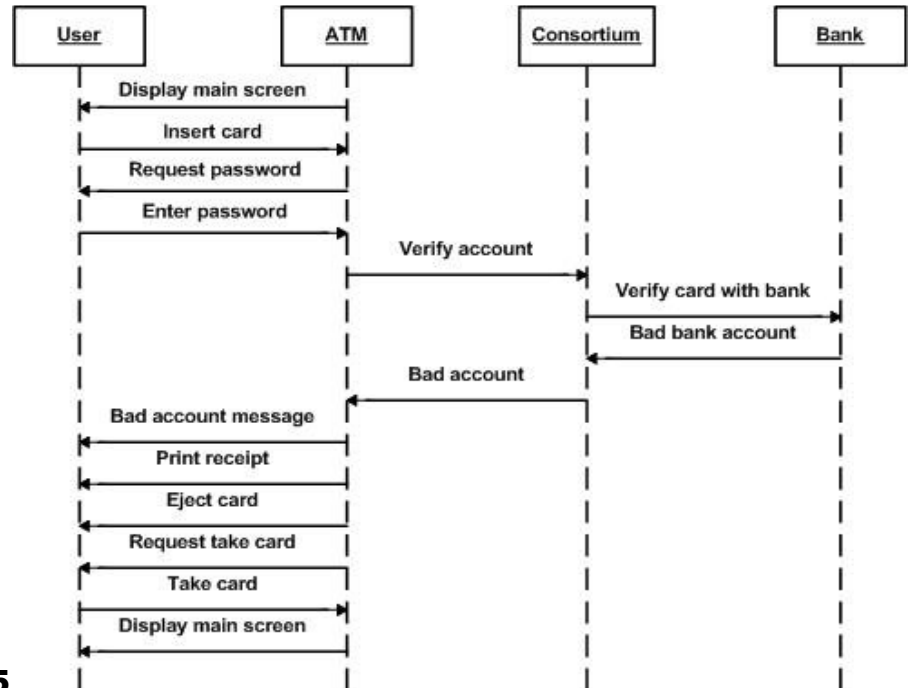 User ATM Consortium Bank
Display main screen
Insert card
Request password
Enter password
Verify account
Verify card with bank
Bad bank account
Bad account
Bad account message
Print receipt
Eject card
Request take card
Take card
Display main screen
5